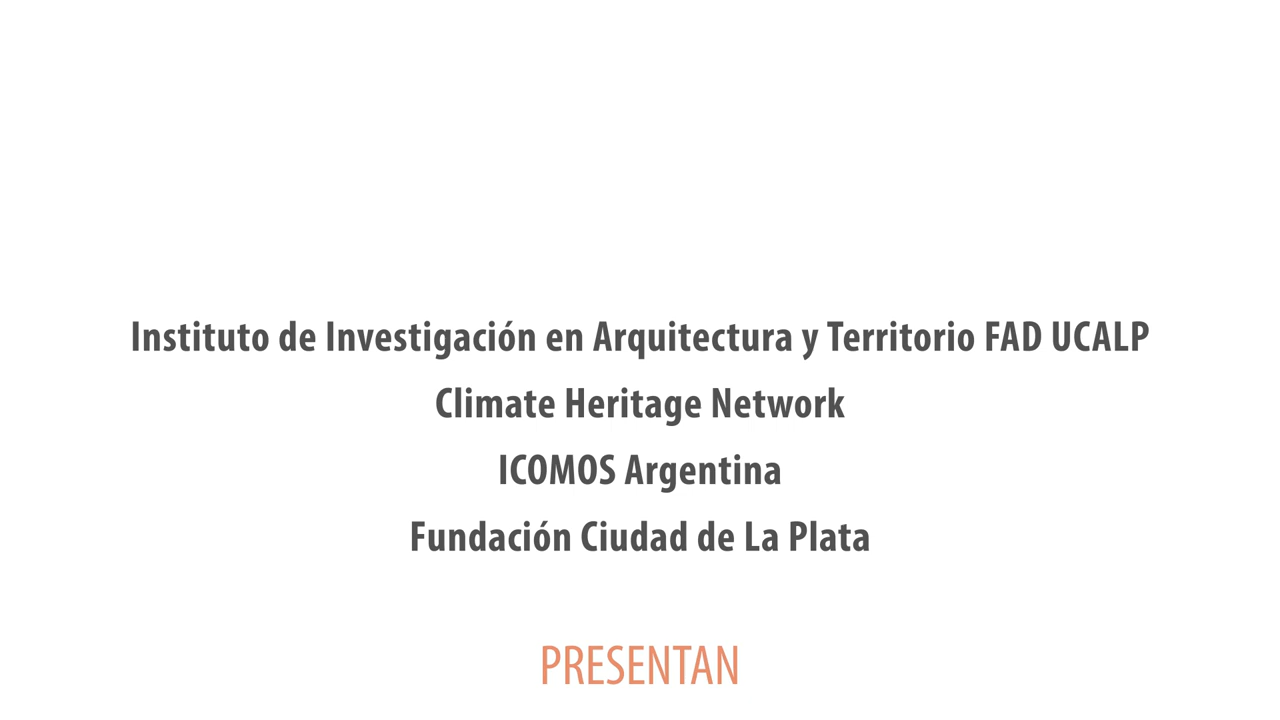 Instituto de Investigación en Arquitectura y Territorio FAD UCALP
Climate Heritage Network
ICOMOS Argentina
Fundación Ciudad de La Plata
PRESENTAN